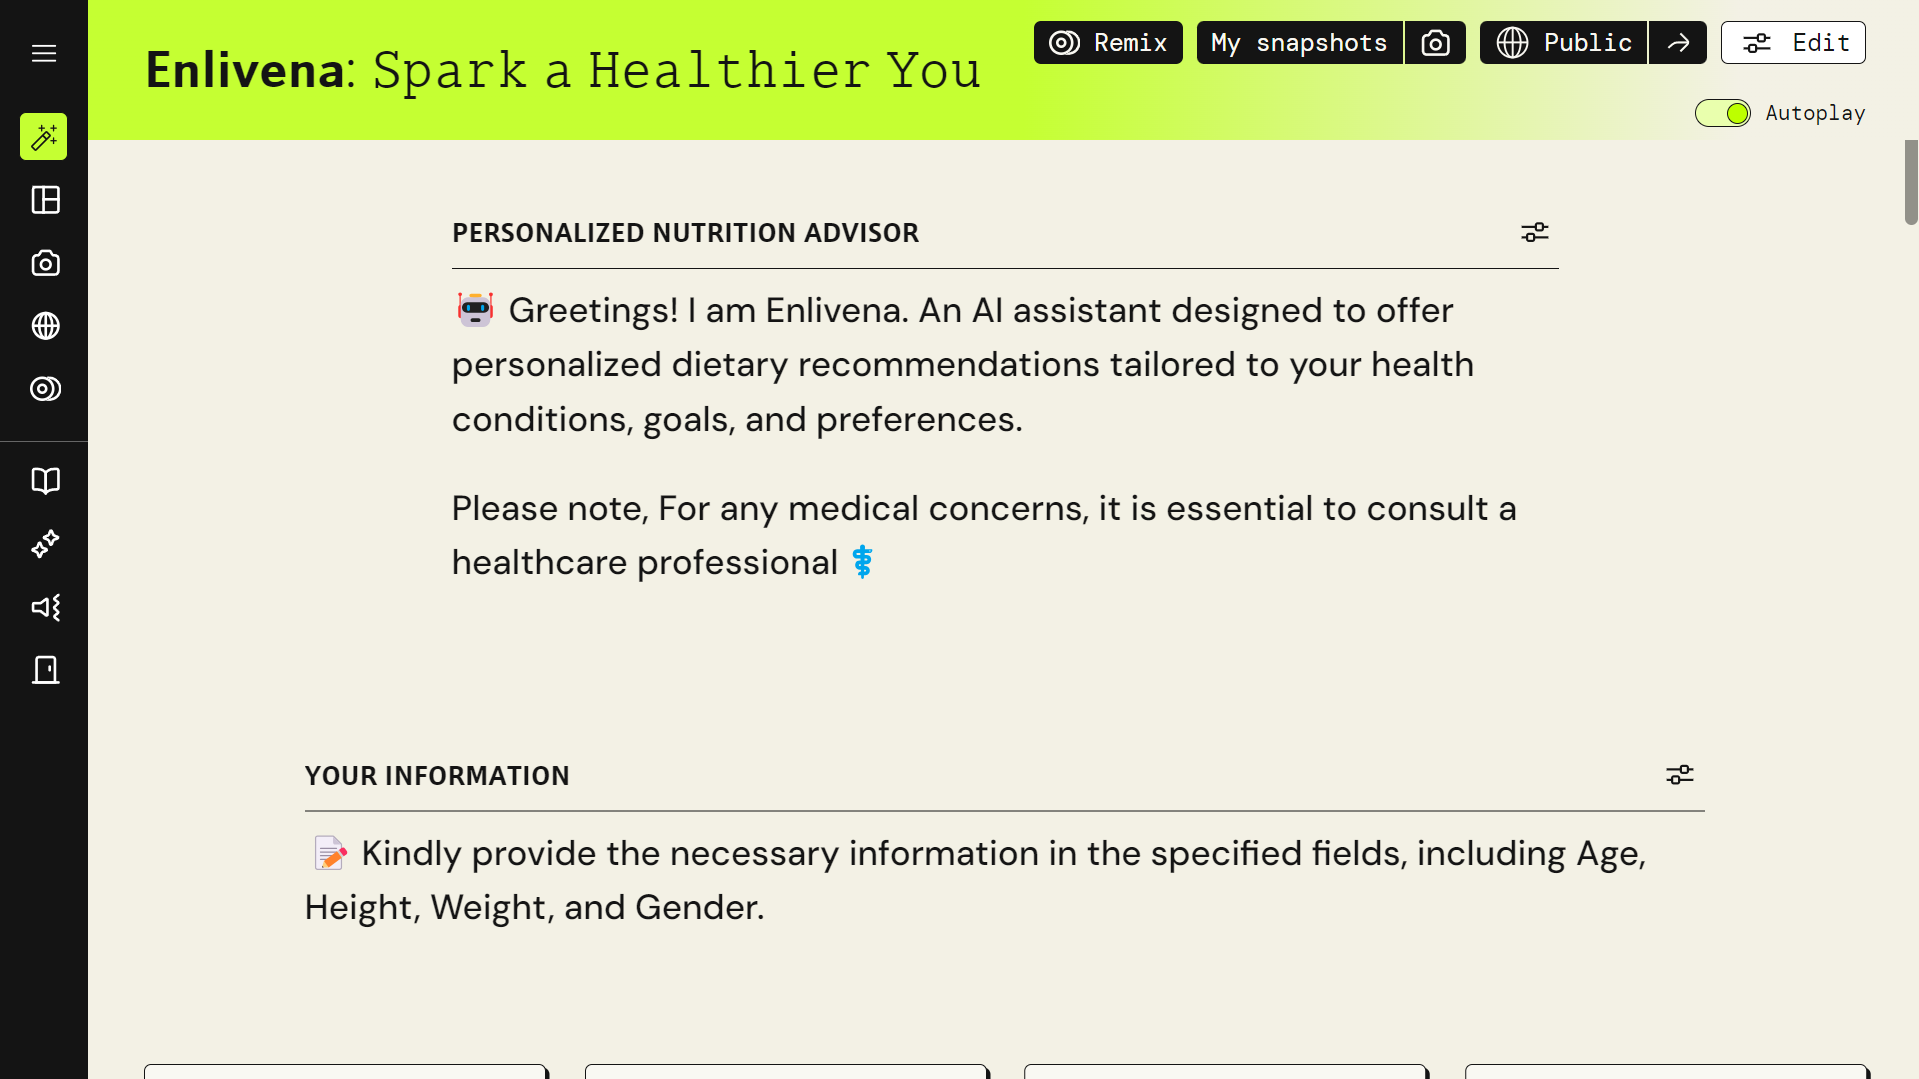 Enlivena: Spark a Healthier You
Remix
My snapshots
Public
Edit
Autoplay
PERSONALIZED NUTRITION ADVISOR
🤖 Greetings! I am Enlivena. An AI assistant designed to offer
personalized dietary recommendations tailored to your health
conditions, goals, and preferences.
Please note, For any medical concerns, it is essential to consult a
healthcare professional ⚕️
YOUR INFORMATION
📝 Kindly provide the necessary information in the specified fields, including Age,
Height, Weight, and Gender.